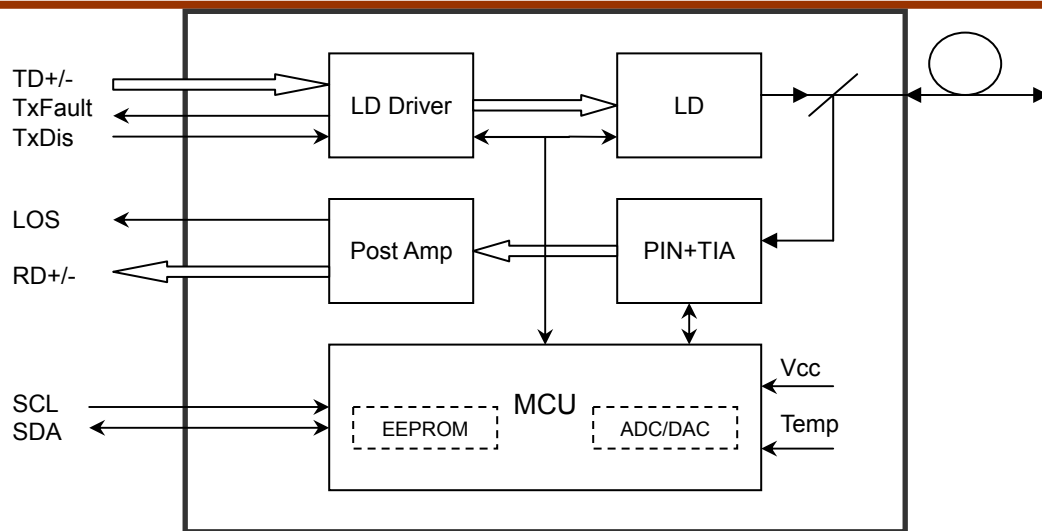 TD+/-
TxFault
TxDis
LD Driver
LD
LOS
RD+/-
Post Amp
PIN+TIA
SCL
SDA
MCU
EEPROM
ADC/DAC
Vcc
Temp